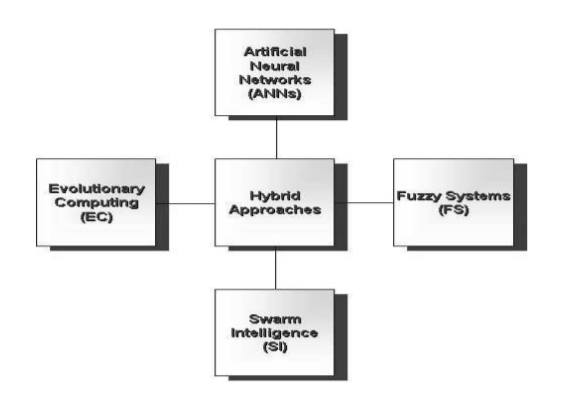 Artificial
Neural
Networks
(ANNs)
Evolutionary
Computing
(EC)
Hybrid
Approaches
Fuzzy Systems
(FS)
Swarm
Intelligence
(SI)